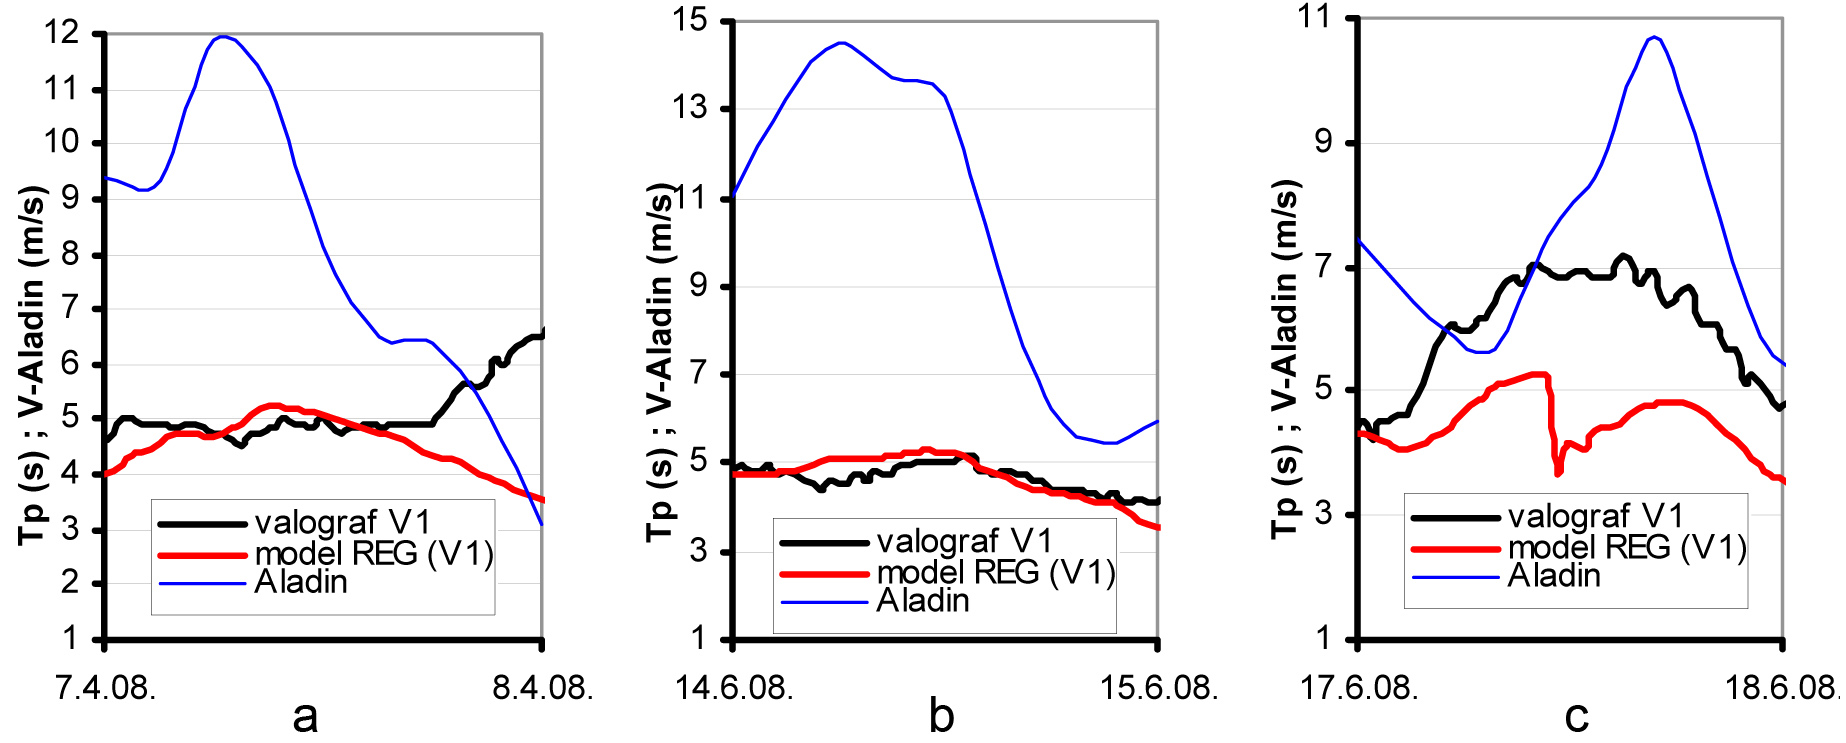 12
11
10
9
8
7
6
5
4
3
2
1
Tp (s) ; V-Aladin (m/s)
valograf V1
model REG (V1)
Aladin
7.4.08.
8.4.08.
a
15
13
11
9
7
5
3
1
Tp (s) ; V-Aladin (m/s)
valograf V1
model REG (V1)
Aladin
14.6.08.
15.6.08.
b
11
9
7
5
3
1
Tp (s) ; V-Aladin (m/s)
valograf V1
model REG (V1)
Aladin
17.6.08.
18.6.08.
c